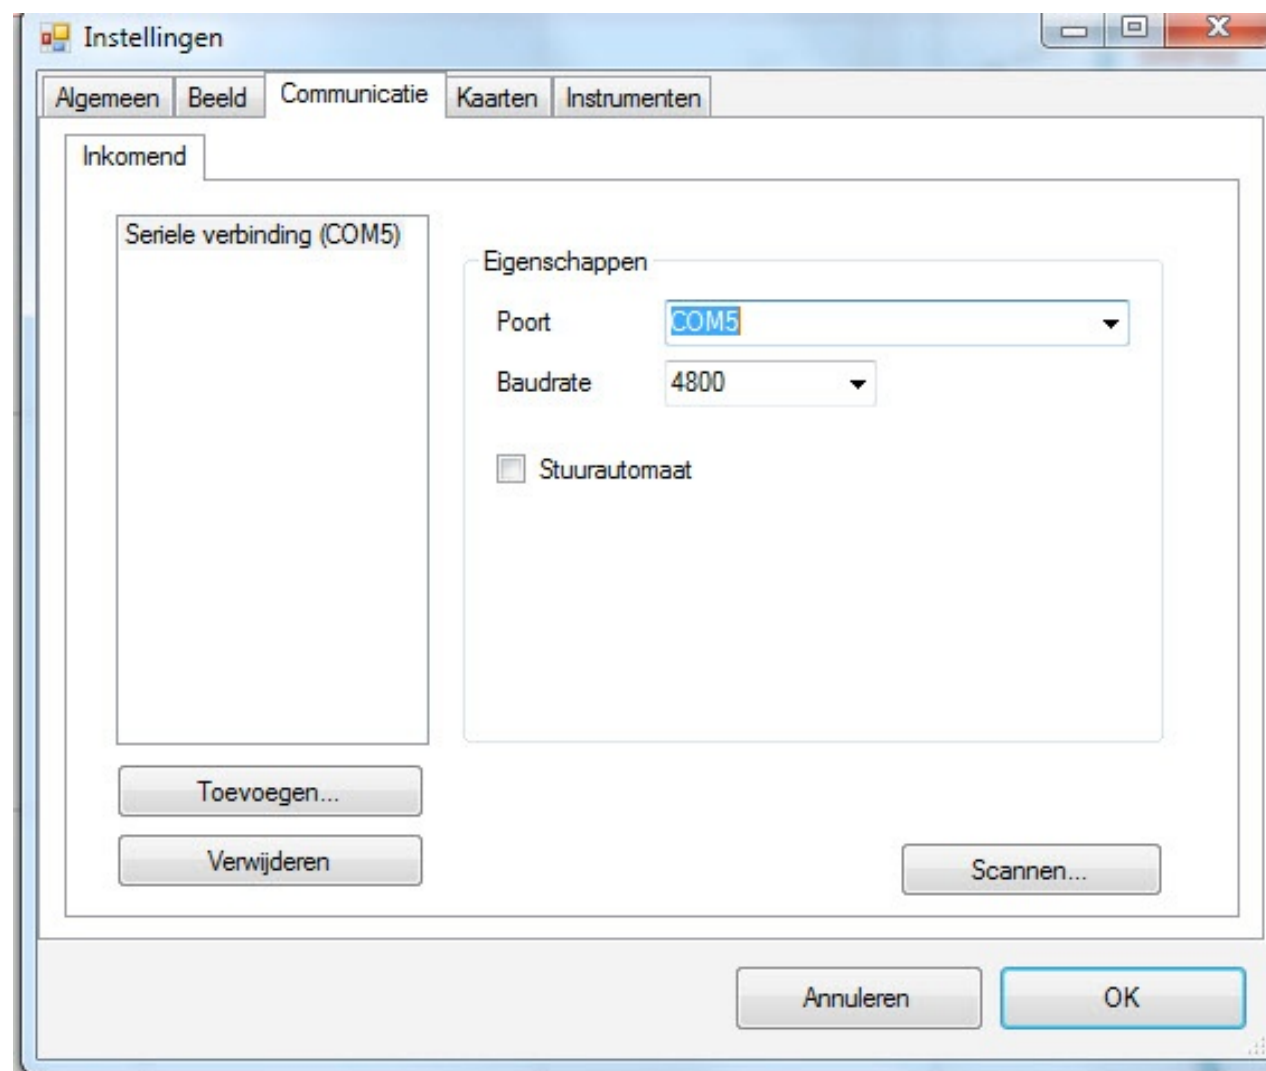 Instellingen
Algemeen Beeld Communicatie Kaarten Instrumenten
Inkomend
Seriele verbinding (COM5)
Eigenschappen
Poort COM5
Baudrate 4800
Stuurautomaat
Toevoegen...
Verwijderen
Scannen...
Annuleren OK